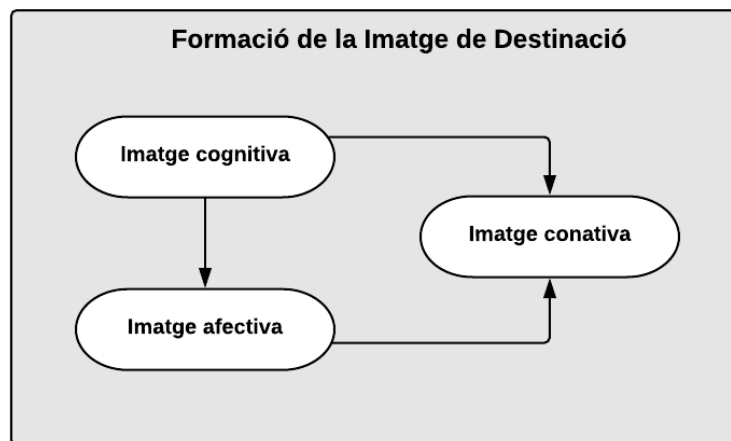 Formació de la Imatge de Destinació
Imatge cognitiva
Imatge conativa
Imatge afectiva